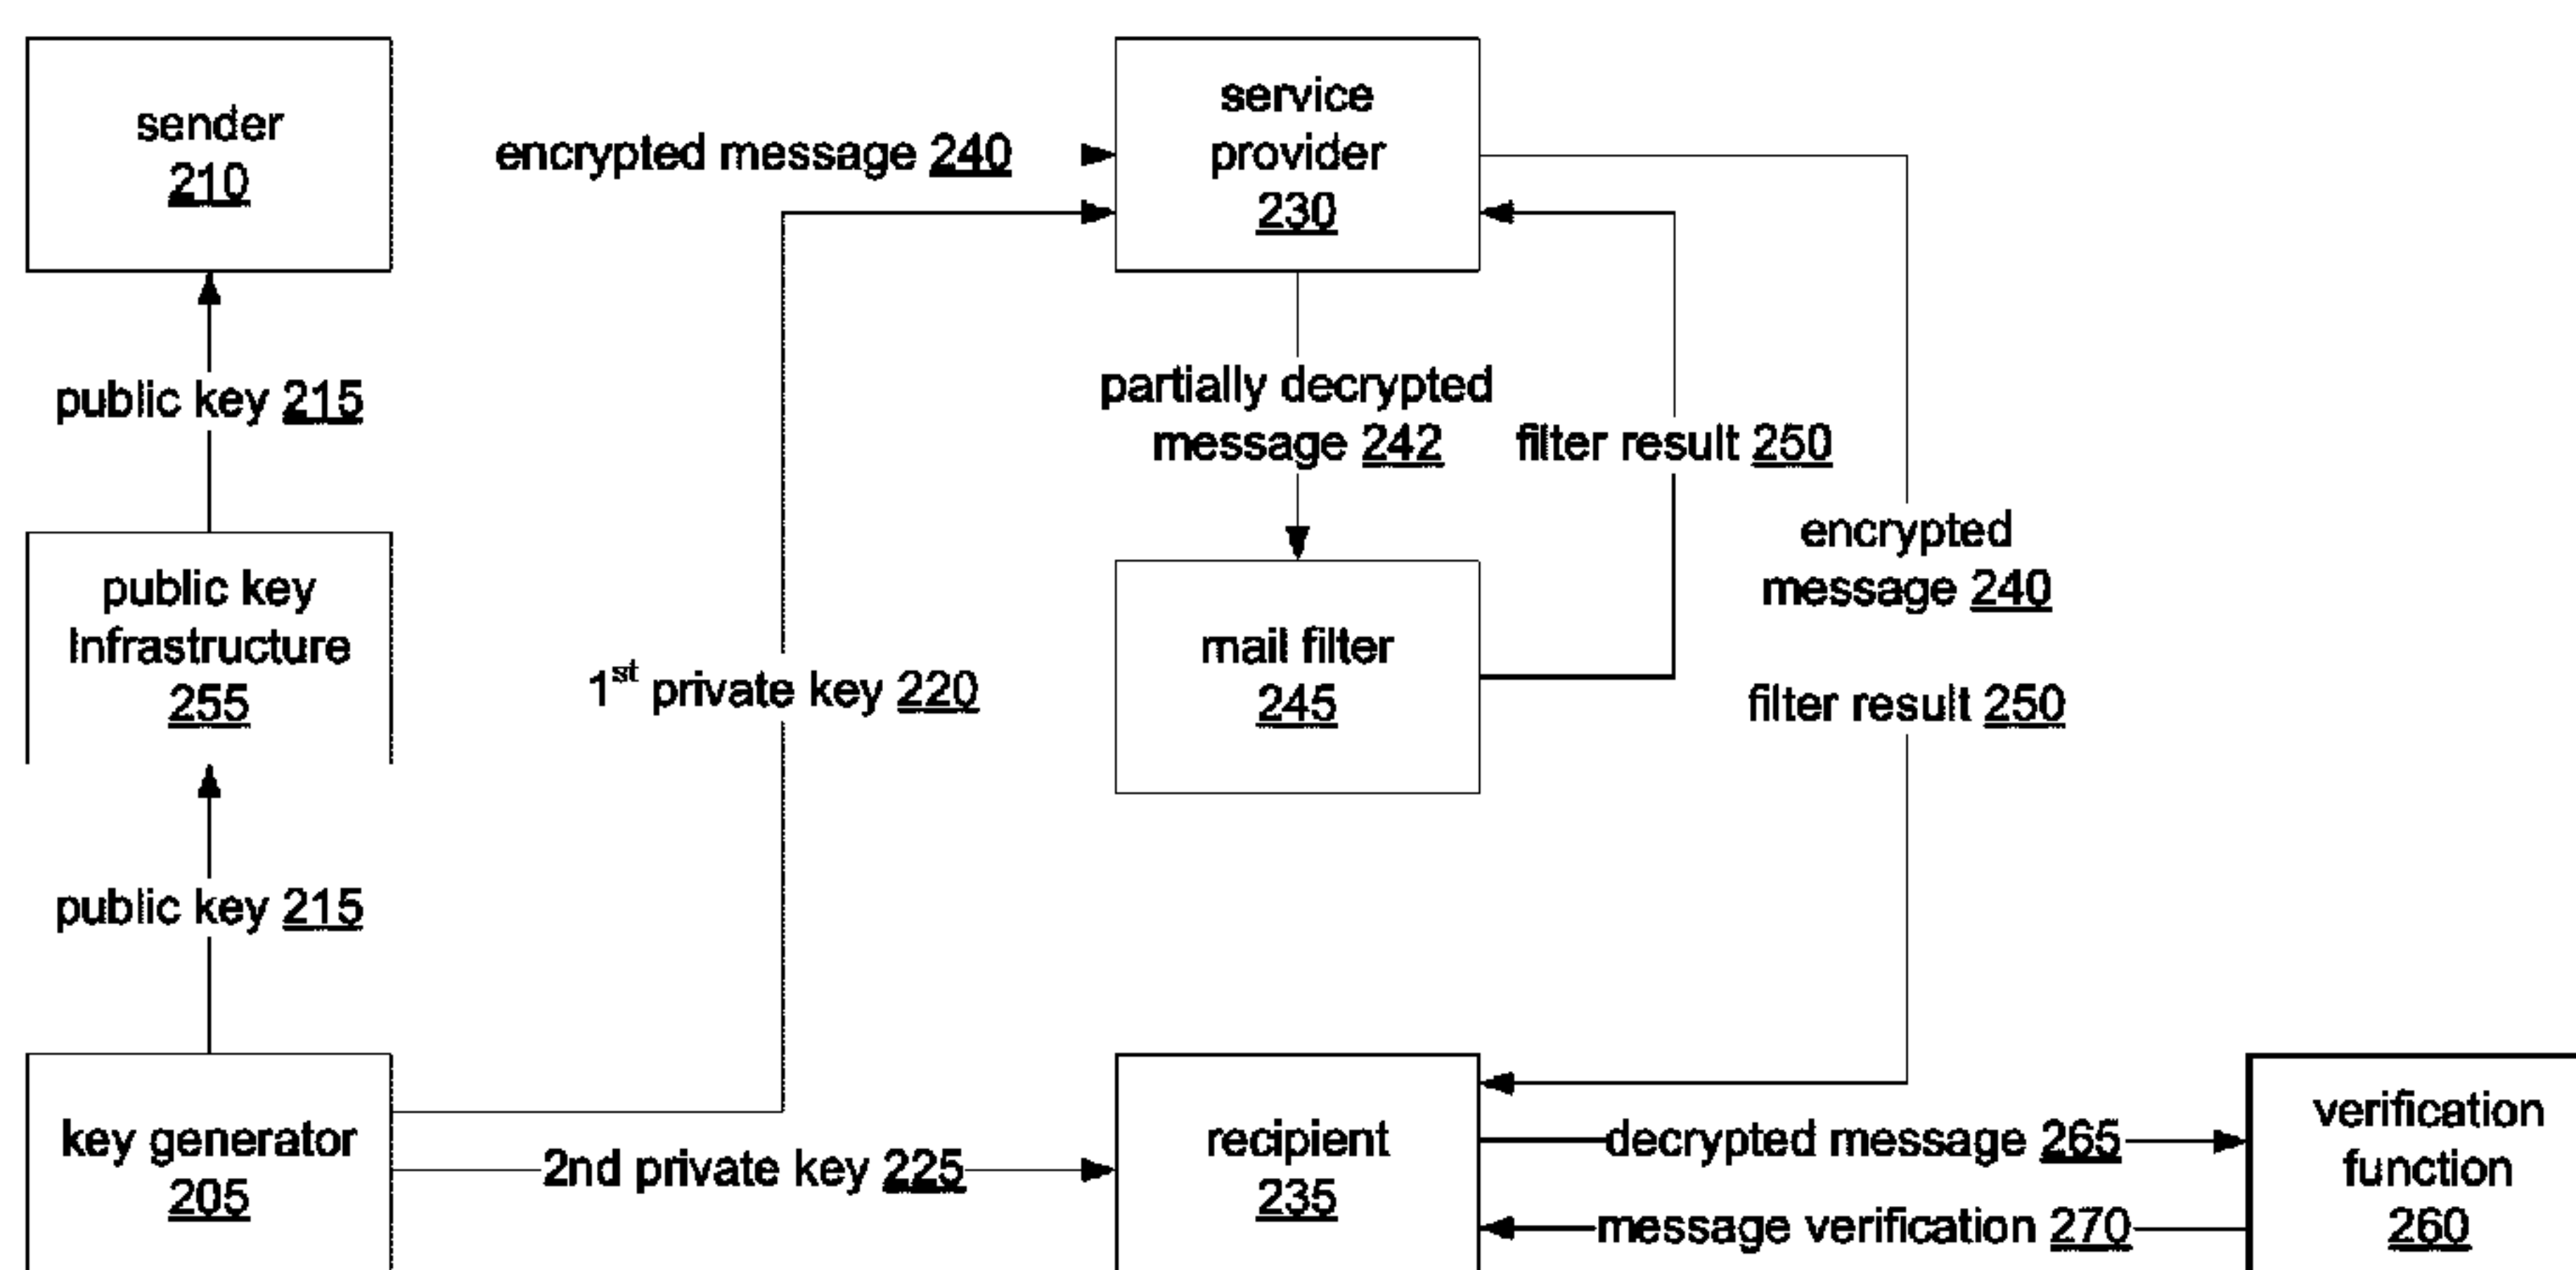 sender
210
encrypted message 240
service
provider
230
public key 215
partially decrypted
message 242
filter result 250
encrypted
message 240
public key
Infrastructure
255
1st private key 220
mail filter
245
filter result 250
public key 215
key generator
205
2nd private key 225
recipient
235
decrypted message 265
message verification 270
verification
function
260